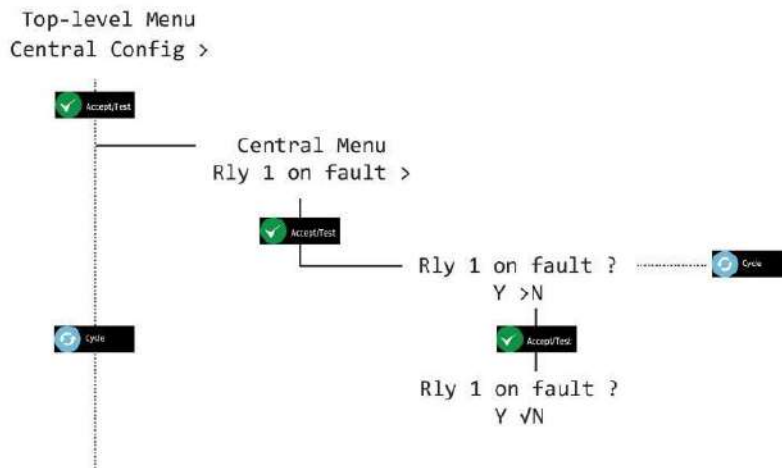 Top-level Menu
Central Config >
Accept/Test
Central Menu
Rly 1 on fault >
Accept/Test
Rly 1 on fault ?
Y >N
Cycle
Cycle
Accept/Test
Rly 1 on fault ?
Y √N